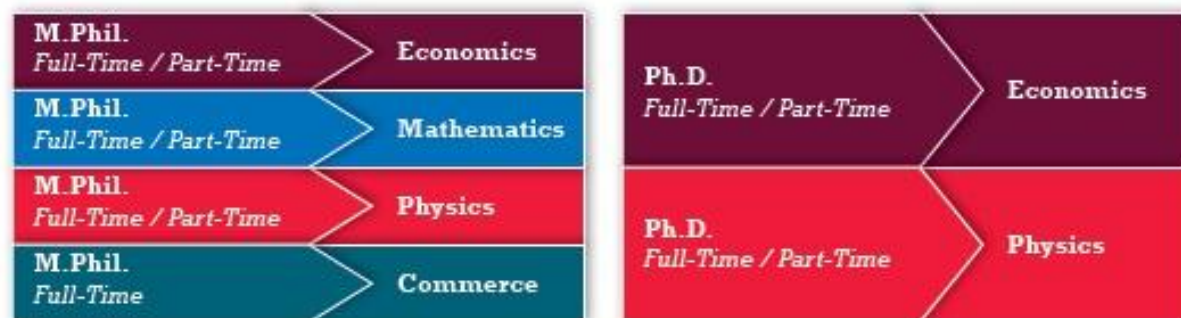 M.Phil.
Full-Time / Part-Time
Economics
M.Phil.
Full-Time / Part-Time
Mathematics
M.Phil.
Full-Time / Part-Time
Physics
M.Phil.
Full-Time
Commerce
Ph.D.
Full-Time / Part-Time
Economics
Ph.D.
Full-Time / Part-Time
Physics